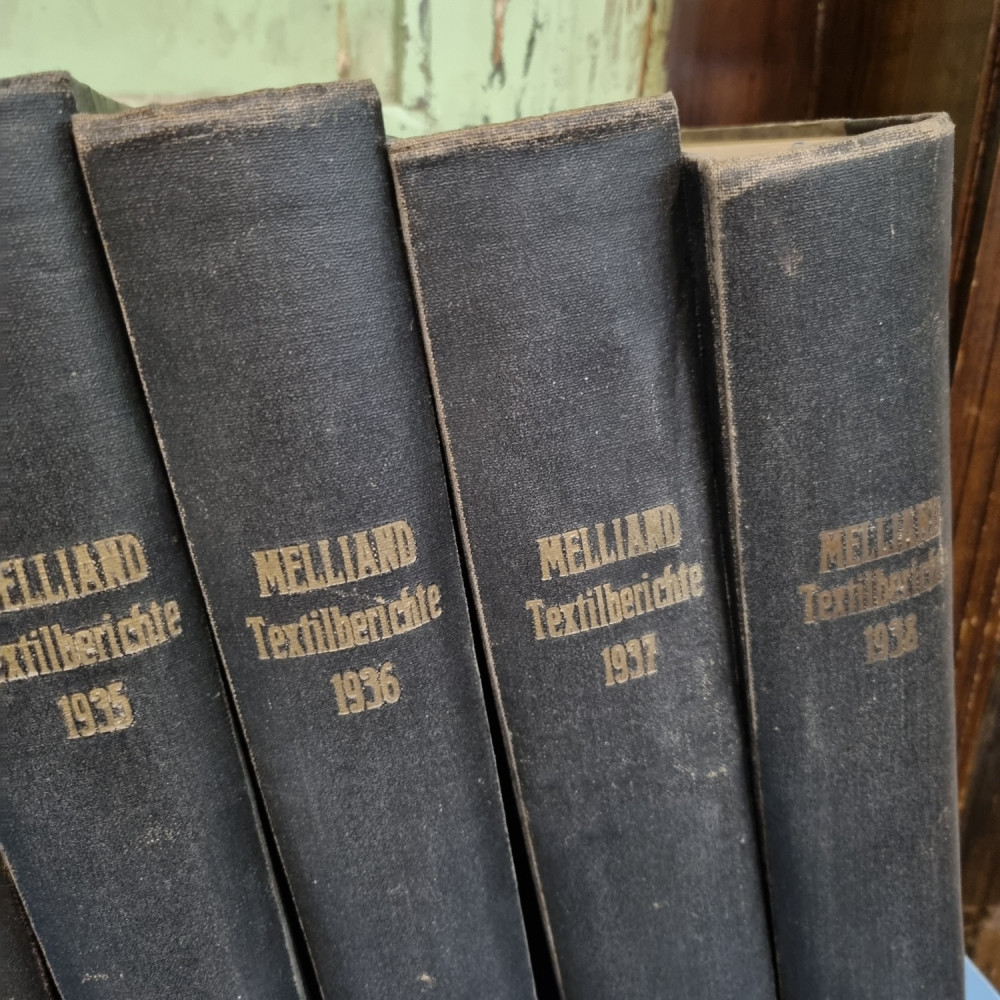 MELLIAND
Textilberichte
1935
MELLIAND
Textilberichte
1936
MELLIAND
Textilberichte
1937
MELLIAND
Textilberichte
1938